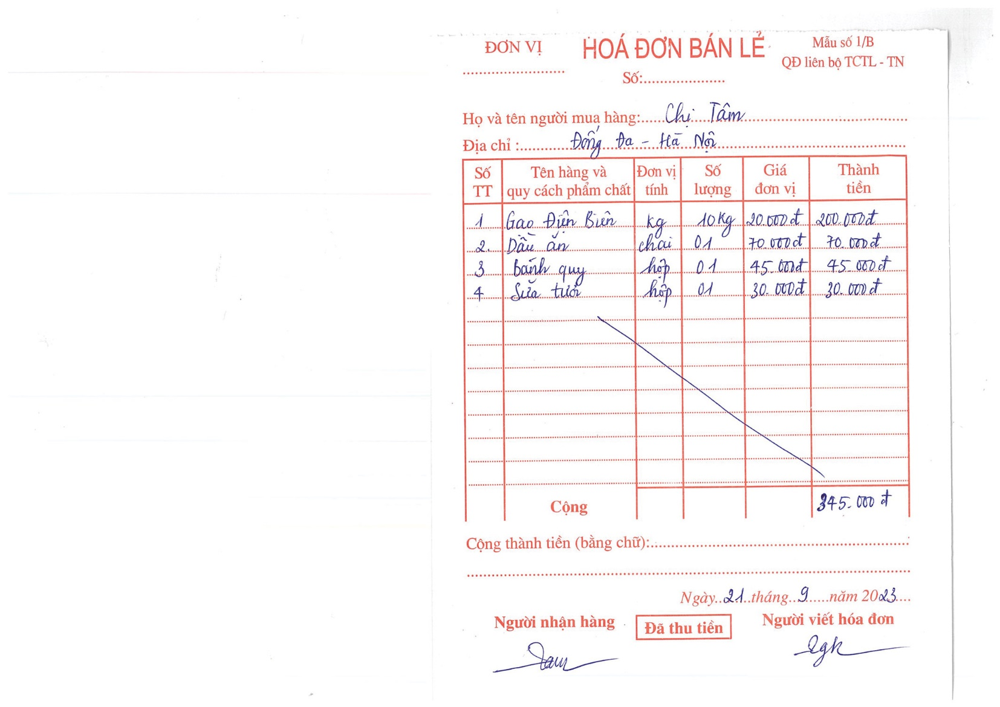 ĐƠN VỊ
HOÁ ĐƠN BÁN LẺ
Mẫu số 1/B
QĐ liên bộ TCTL - TN
Số:
Họ và tên người mua hàng: Chị Tâm
Địa chỉ : Đống Đa - Hà Nội
Số TT Tên hàng và quy cách phẩm chất Đơn vị tính Số lượng Giá đơn vị Thành tiền
1 Gạo Điện Biên kg 10 Kg 20.000đ 200.000đ
2. Dầu ăn chai 01 70.000đ 70.000đ
3 Bánh quy hộp 01 45.000đ 45.000đ
4 Sữa tươi hộp 01 30.000đ 30.000đ
Cộng 345.000 đ
Cộng thành tiền (bằng chữ):
Ngày 21 tháng 9 năm 2023
Người nhận hàng Đã thu tiền Người viết hóa đơn
Tam